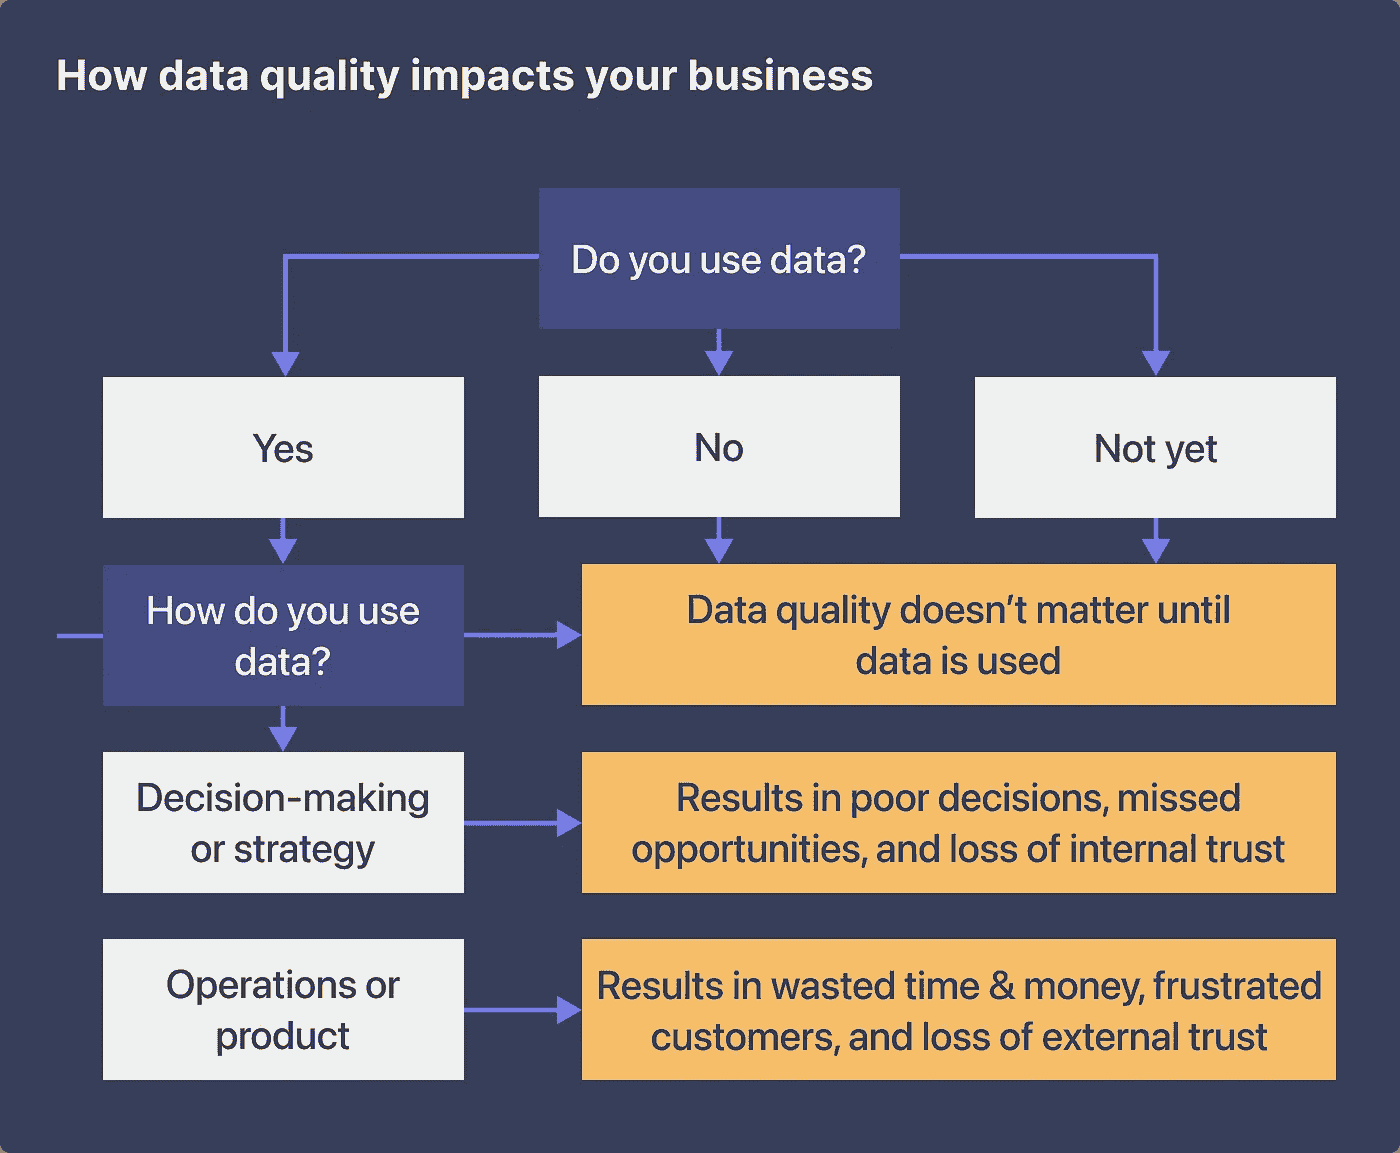 How data quality impacts your business
Do you use data?
Yes
No
Not yet
How do you use
data?
Data quality doesn’t matter until
data is used
Decision-making
or strategy
Results in poor decisions, missed
opportunities, and loss of internal trust
Operations or
product
Results in wasted time & money, frustrated
customers, and loss of external trust